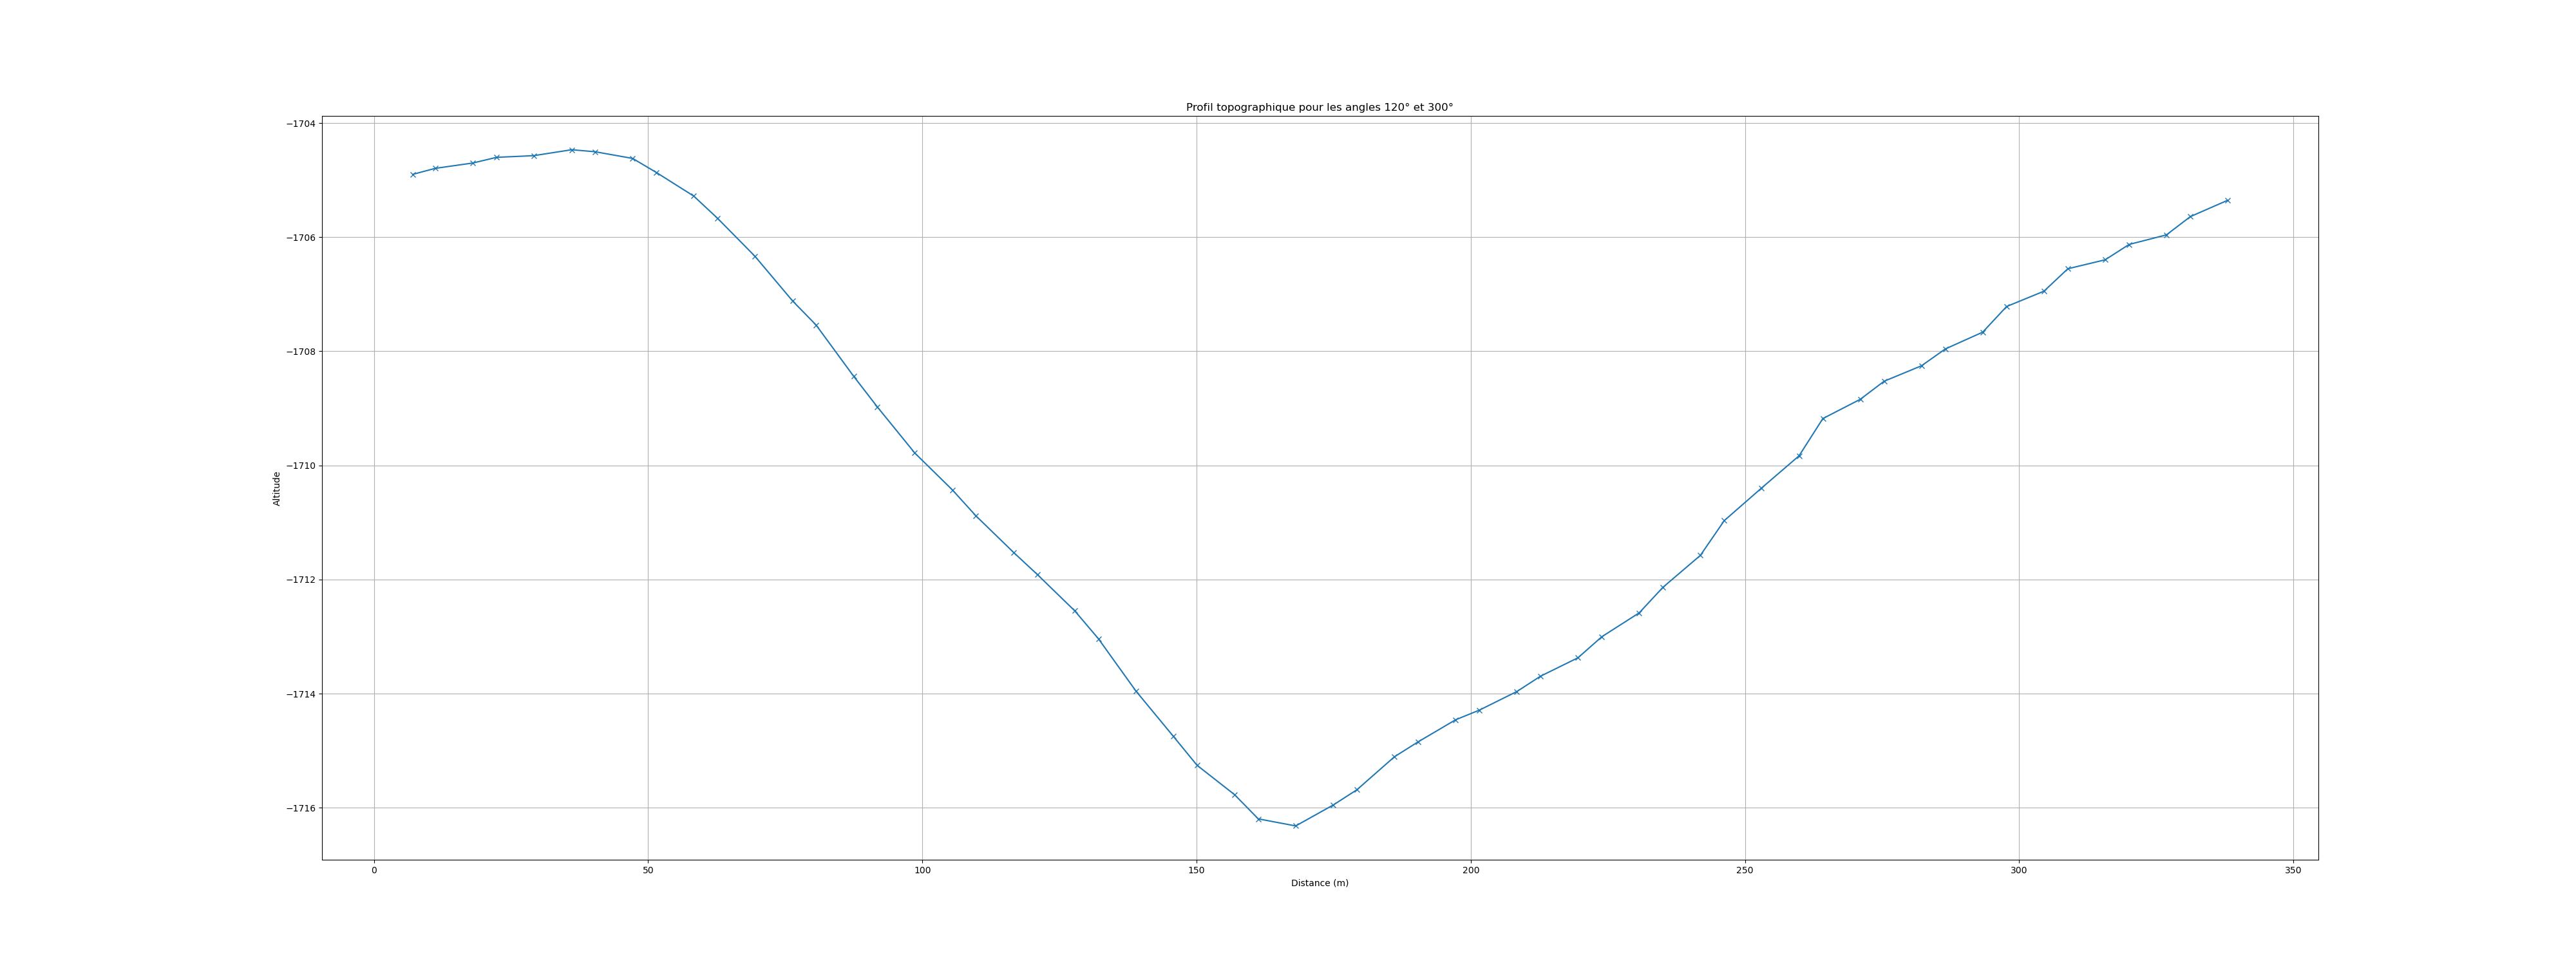 Profil topographique pour les angles 120° et 300°
Altitude
−1704
−1706
−1708
−1710
−1712
−1714
−1716
0 50 100 150 200 250 300 350
Distance (m)